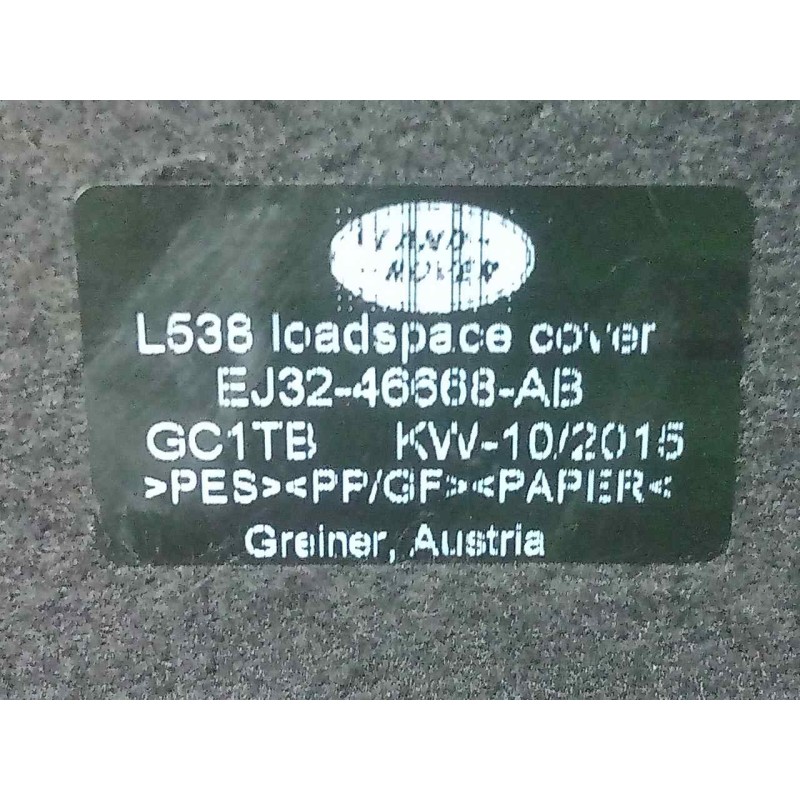 LAND-
-ROVER
L538 loadspace cover
EJ32-46668-AB
GC1TB KW-10/2015
>PES><PP/GF><PAPER<
Greiner, Austria